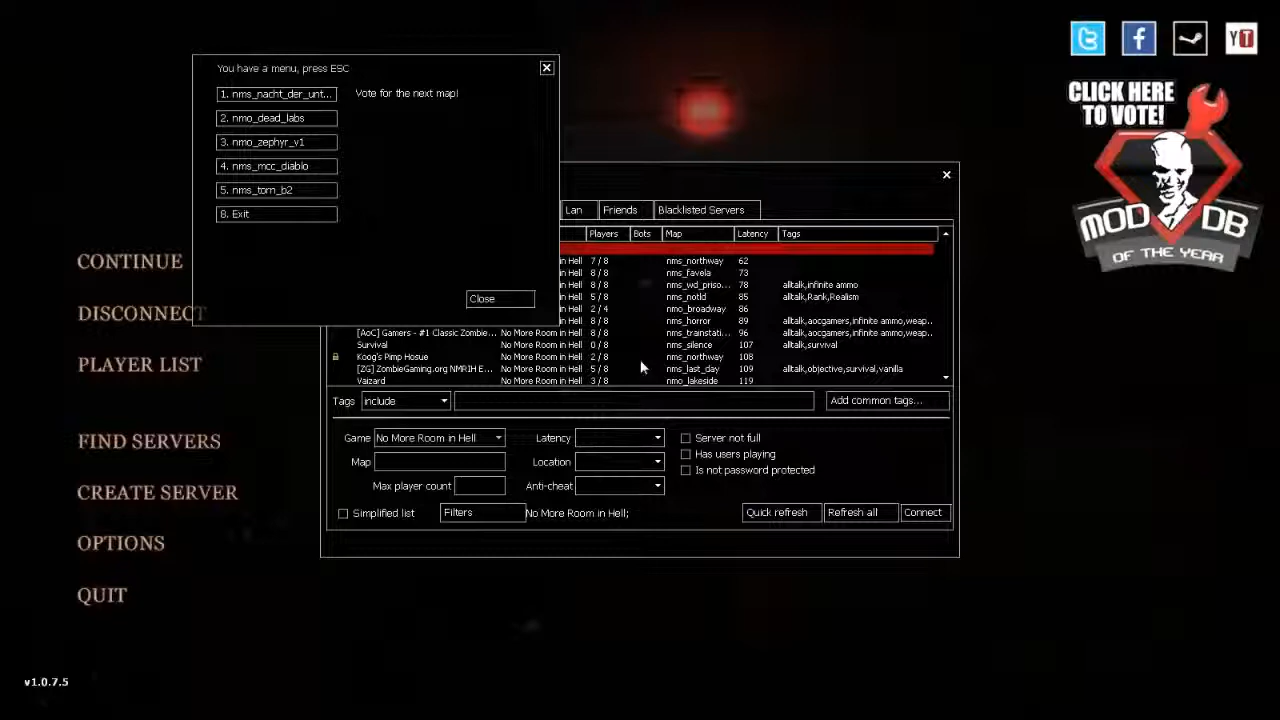 You have a menu, press ESC
1. nms_nacht_der_unt...
Vote for the next map!
2. nmo_dead_labs
3. nmo_zephyr_v1
4. nms_mcc_diablo
5. nms_torn_b2
8. Exit
Close
CLICK HERE
TO VOTE!
MOD DB
OF THE YEAR
YT
CONTINUE
DISCONNECT
PLAYER LIST
FIND SERVERS
CREATE SERVER
OPTIONS
QUIT
v1.0.7.5
Lan Friends Blacklisted Servers
Players Bots Map Latency Tags
in Hell 7 / 8 nms_northway 62
in Hell 8 / 8 nms_favela 73
in Hell 8 / 8 nms_wd_priso... 78 alltalk,infinite ammo
in Hell 5 / 8 nms_notld 85 alltalk,Rank,Realism
in Hell 2 / 4 nmo_broadway 86
in Hell 8 / 8 nms_horror 89 alltalk,aocgamers,infinite ammo,weap..
[AoC] Gamers - #1 Classic Zombie... No More Room in Hell 8 / 8 nms_trainstati... 96 alltalk,aocgamers,infinite ammo,weap..
Survival No More Room in Hell 0 / 8 nms_silence 107 alltalk,survival
Koog's Pimp Hosue No More Room in Hell 2 / 8 nms_northway 108
[ZG] ZombieGaming.org NMRIH E... No More Room in Hell 5 / 8 nms_last_day 109 alltalk,objective,survival,vanilla
Vaizard No More Room in Hell 3 / 8 nmo_lakeside 119
Tags include Add common tags...
Game No More Room in Hell Latency Server not full
Map Location Has users playing
Is not password protected
Max player count Anti-cheat
Simplified list Filters No More Room in Hell; Quick refresh Refresh all Connect